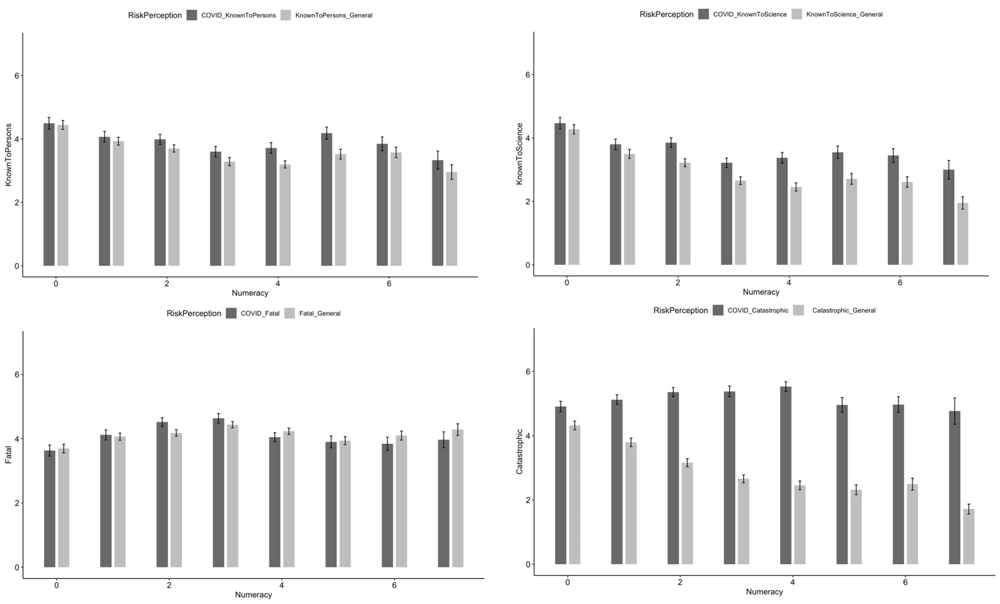 RiskPerception COVID_KnownToPersons KnownToPersons_General
KnownToPersons
6
4
2
0
0 2 4 6
Numeracy
RiskPerception COVID_KnownToScience KnownToScience_General
KnownToScience
6
4
2
0
0 2 4 6
Numeracy
RiskPerception COVID_Fatal Fatal_General
Fatal
6
4
2
0
0 2 4 6
Numeracy
RiskPerception COVID_Catastrophic Catastrophic_General
Catastrophic
6
4
2
0
0 2 4 6
Numeracy